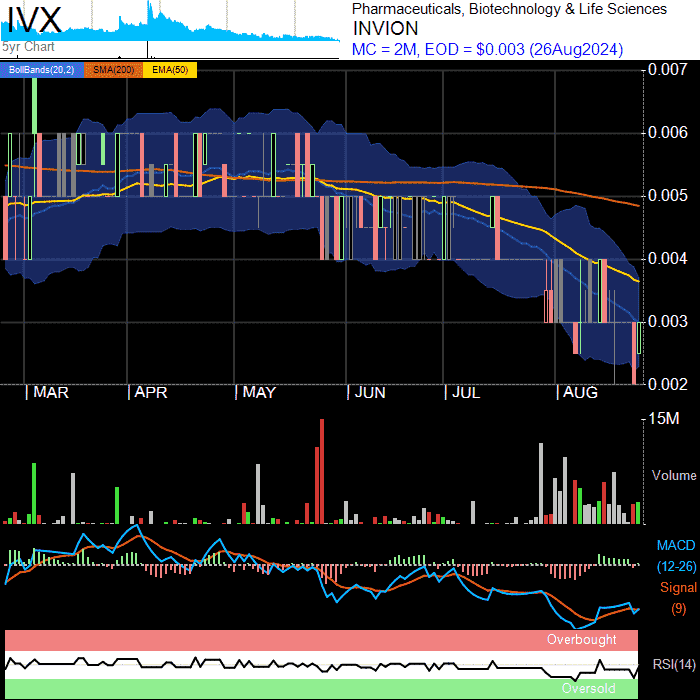 IVX
5yr Chart
Pharmaceuticals, Biotechnology & Life Sciences
INVION
MC = 2M, EOD = $0.003 (26Aug2024)
BollBands(20,2) SMA(200) EMA(50)
0.007
0.006
0.005
0.004
0.003
0.002
MAR APR MAY JUN JUL AUG
15M
Volume
MACD
(12-26)
Signal
(9)
Overbought
RSI(14)
Oversold